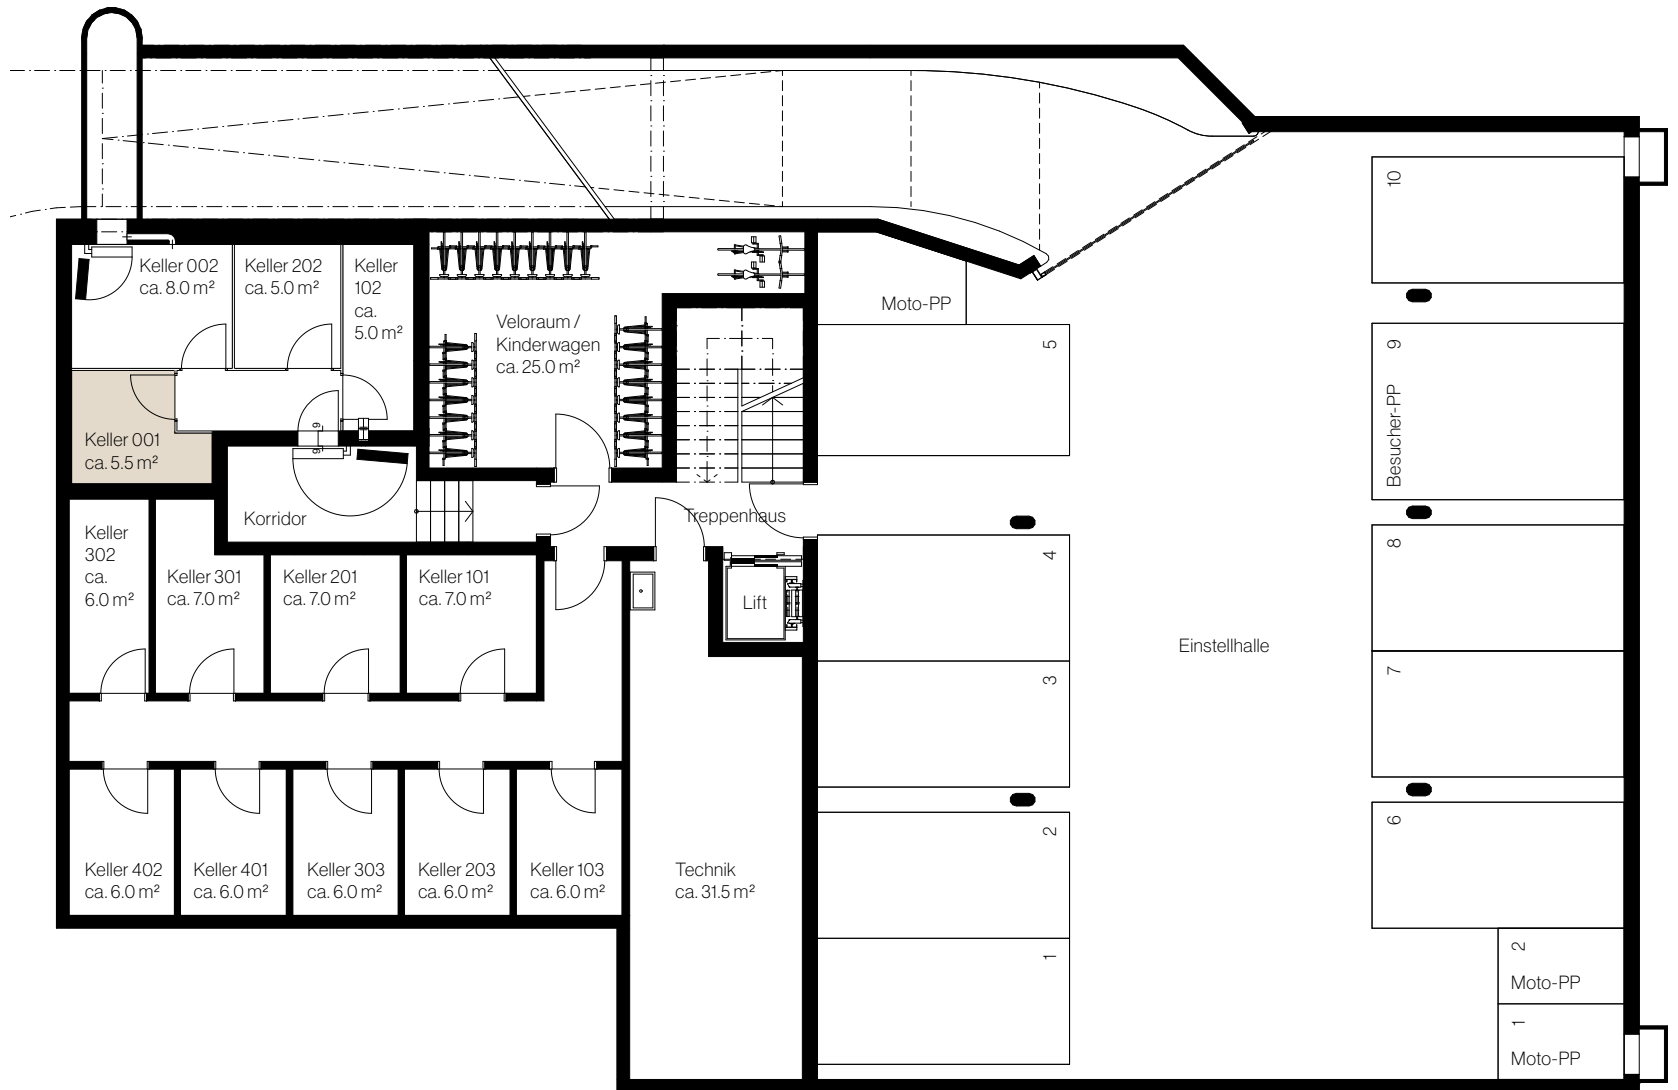 Keller 002
ca. 8.0 m²
Keller 202
ca. 5.0 m²
Keller
102
ca.
5.0 m²
Veloraum /
Kinderwagen
ca. 25.0 m²
Moto-PP
10
5
9
Besucher-PP
Keller 001
ca. 5.5 m²
9
9
Korridor
Treppenhaus
Keller
302
ca.
6.0 m²
Keller 301
ca. 7.0 m²
Keller 201
ca. 7.0 m²
Keller 101
ca. 7.0 m²
Lift
4
8
Einstellhalle
3
7
2
6
Keller 402
ca. 6.0 m²
Keller 401
ca. 6.0 m²
Keller 303
ca. 6.0 m²
Keller 203
ca. 6.0 m²
Keller 103
ca. 6.0 m²
Technik
ca. 31.5 m²
1
2
Moto-PP
1
Moto-PP